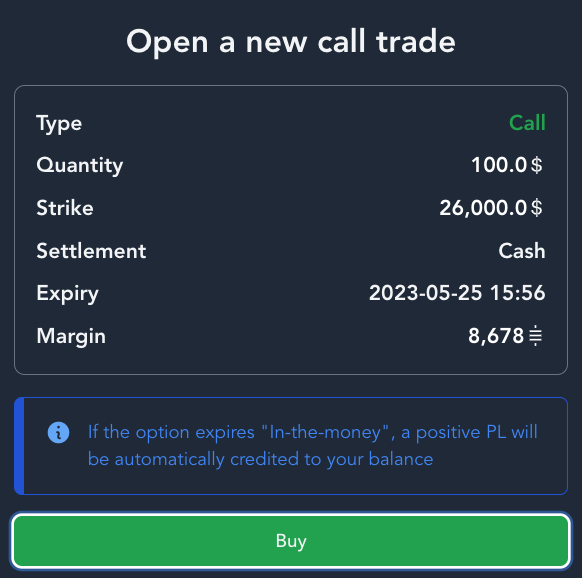 Open a new call trade
Type Call
Quantity 100.0 $
Strike 26,000.0 $
Settlement Cash
Expiry 2023-05-25 15:56
Margin 8,678
If the option expires "In-the-money", a positive PL will
be automatically credited to your balance
Buy